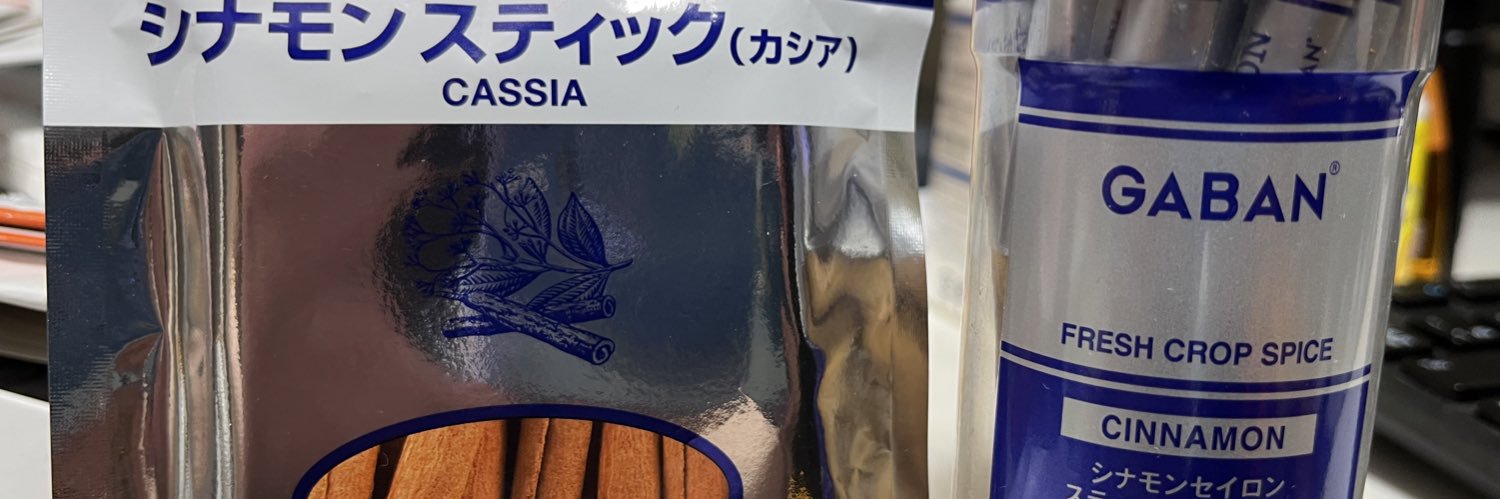 シナモンスティック(カシア)
CASSIA
GABAN®
FRESH CROP SPICE
CINNAMON
シナモンセイロン